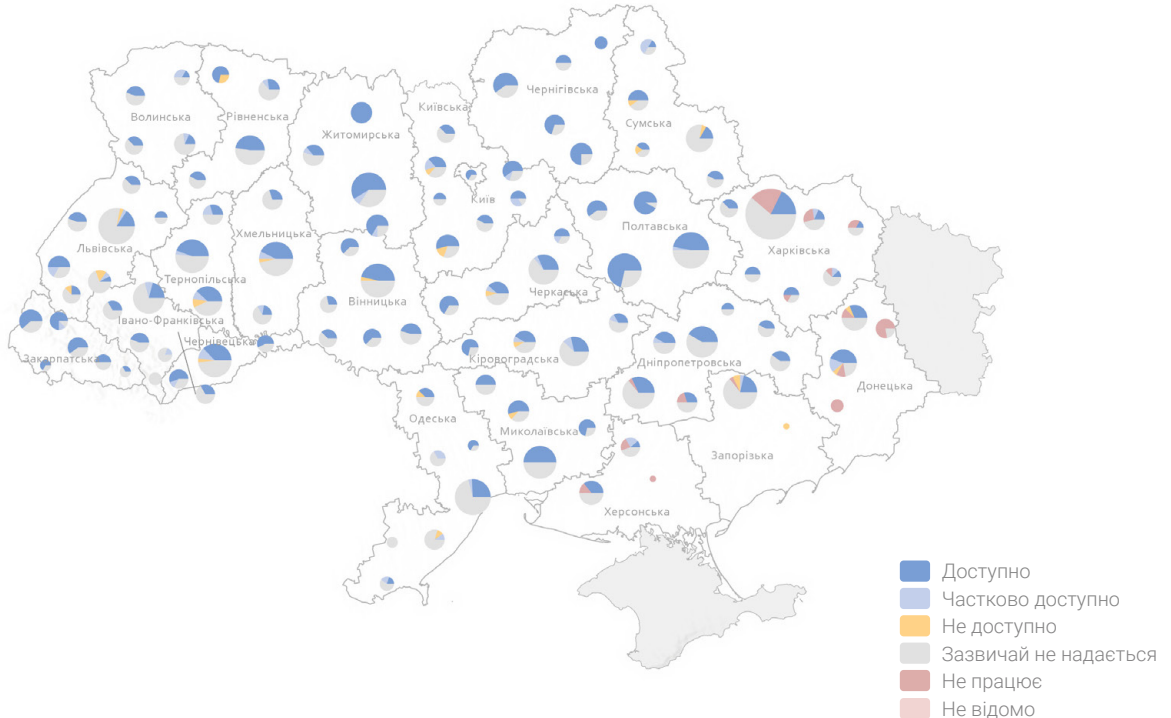 Чернігівська
Київська
Волинська
Рівненська
Житомирська
Сумська
Київ
Полтавська
Хмельницька
Львівська
Харківська
Тернопільська
Вінницька
Черкаська
Івано-Франківська
Чернівецька
Закарпатська
Кіровоградська
Дніпропетровська
Донецька
Одеська
Миколаївська
Запорізька
Херсонська
Доступно
Частково доступно
Не доступно
Зазвичай не надається
Не працює
Не відомо